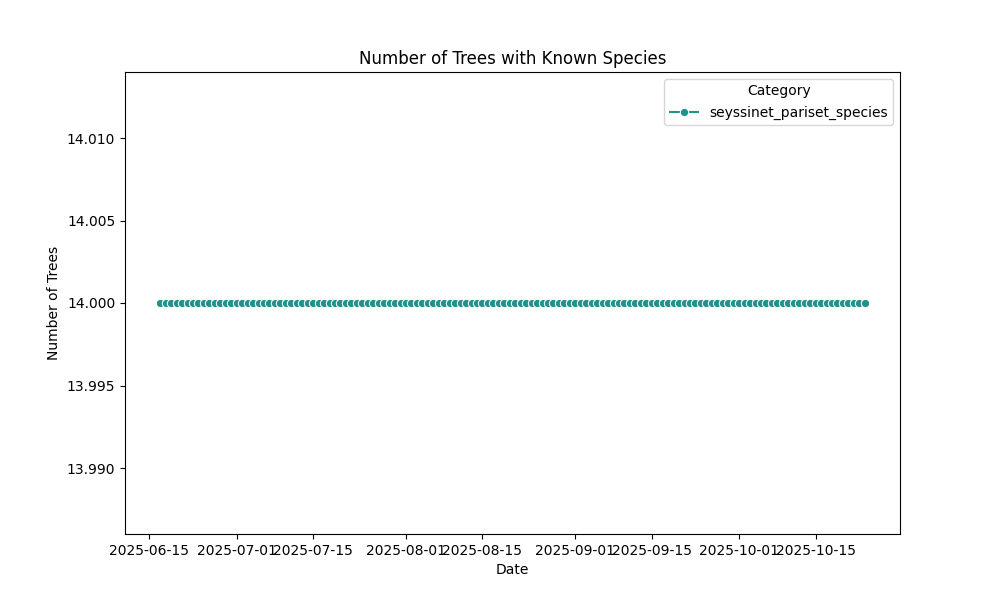 Number of Trees with Known Species
Category
seyssinet_pariset_species
14.010
14.005
14.000
13.995
13.990
Number of Trees
2025-06-15
2025-07-01
2025-07-15
2025-08-01
2025-08-15
2025-09-01
2025-09-15
2025-10-01
2025-10-15
Date